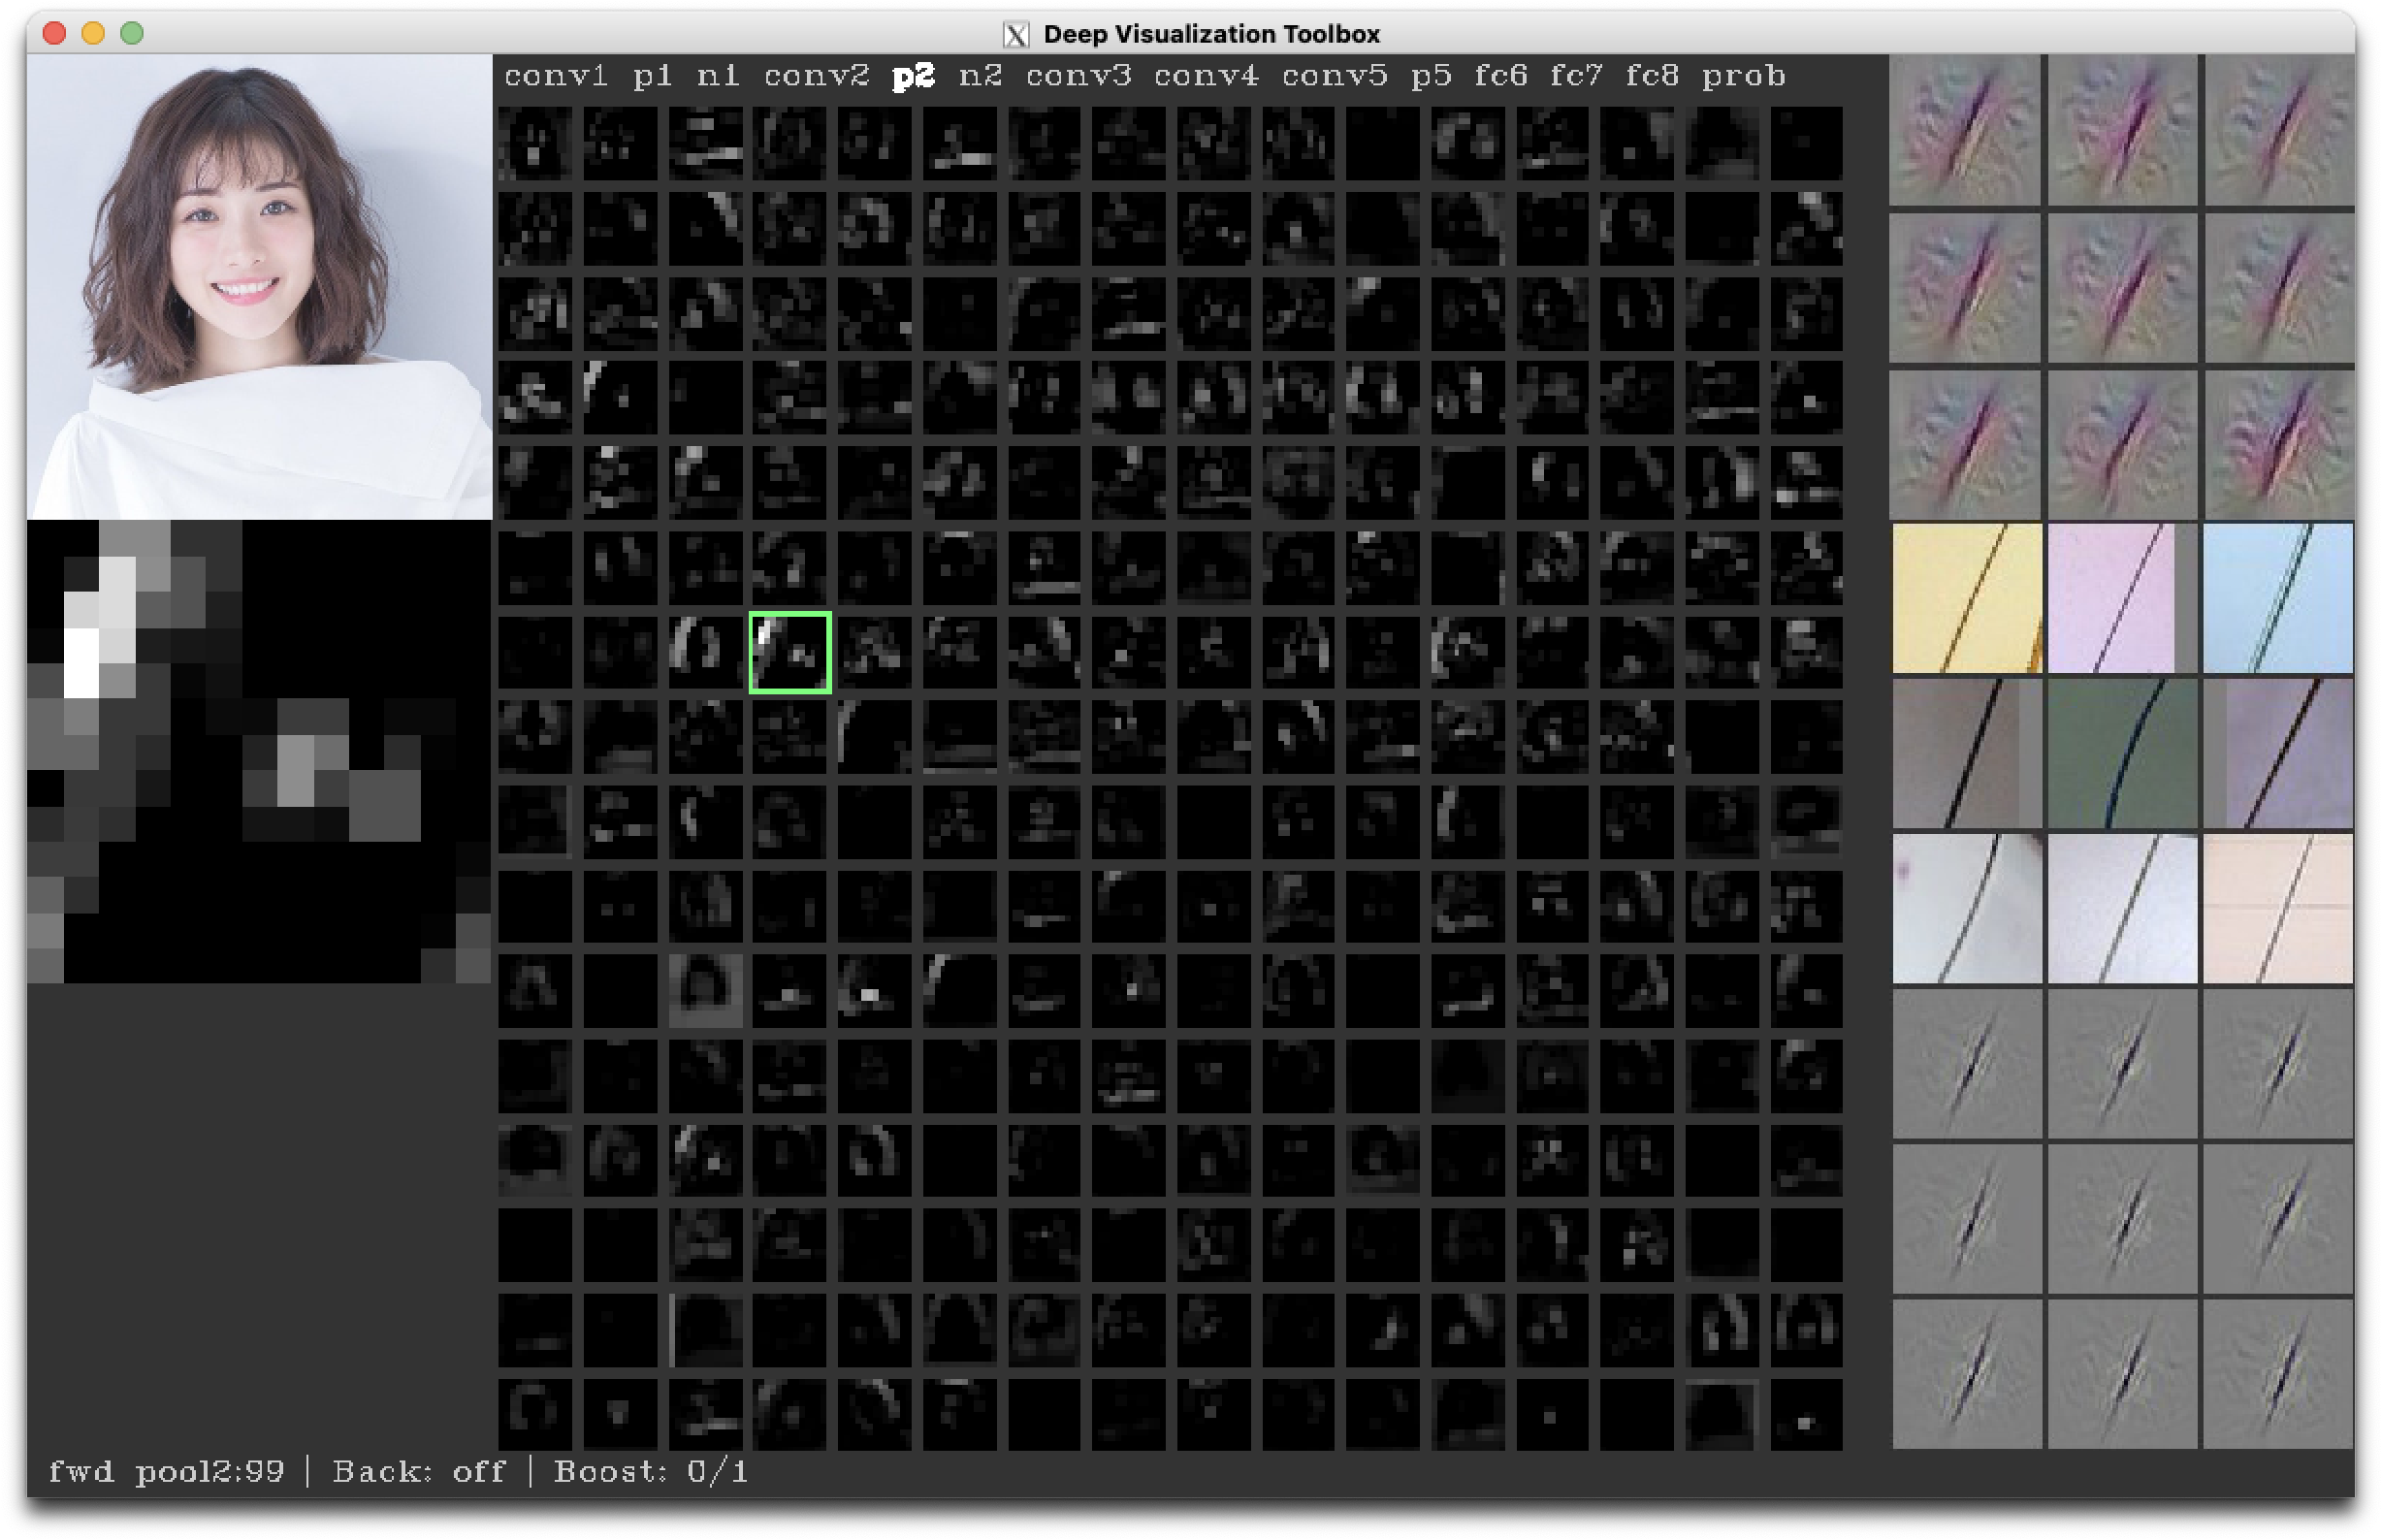 Deep Visualization Toolbox
conv1 p1 n1 conv2 p2 n2 conv3 conv4 conv5 p5 fc6 fc7 fc8 prob
fwd pool2:99 | Back: off | Boost: 0/1